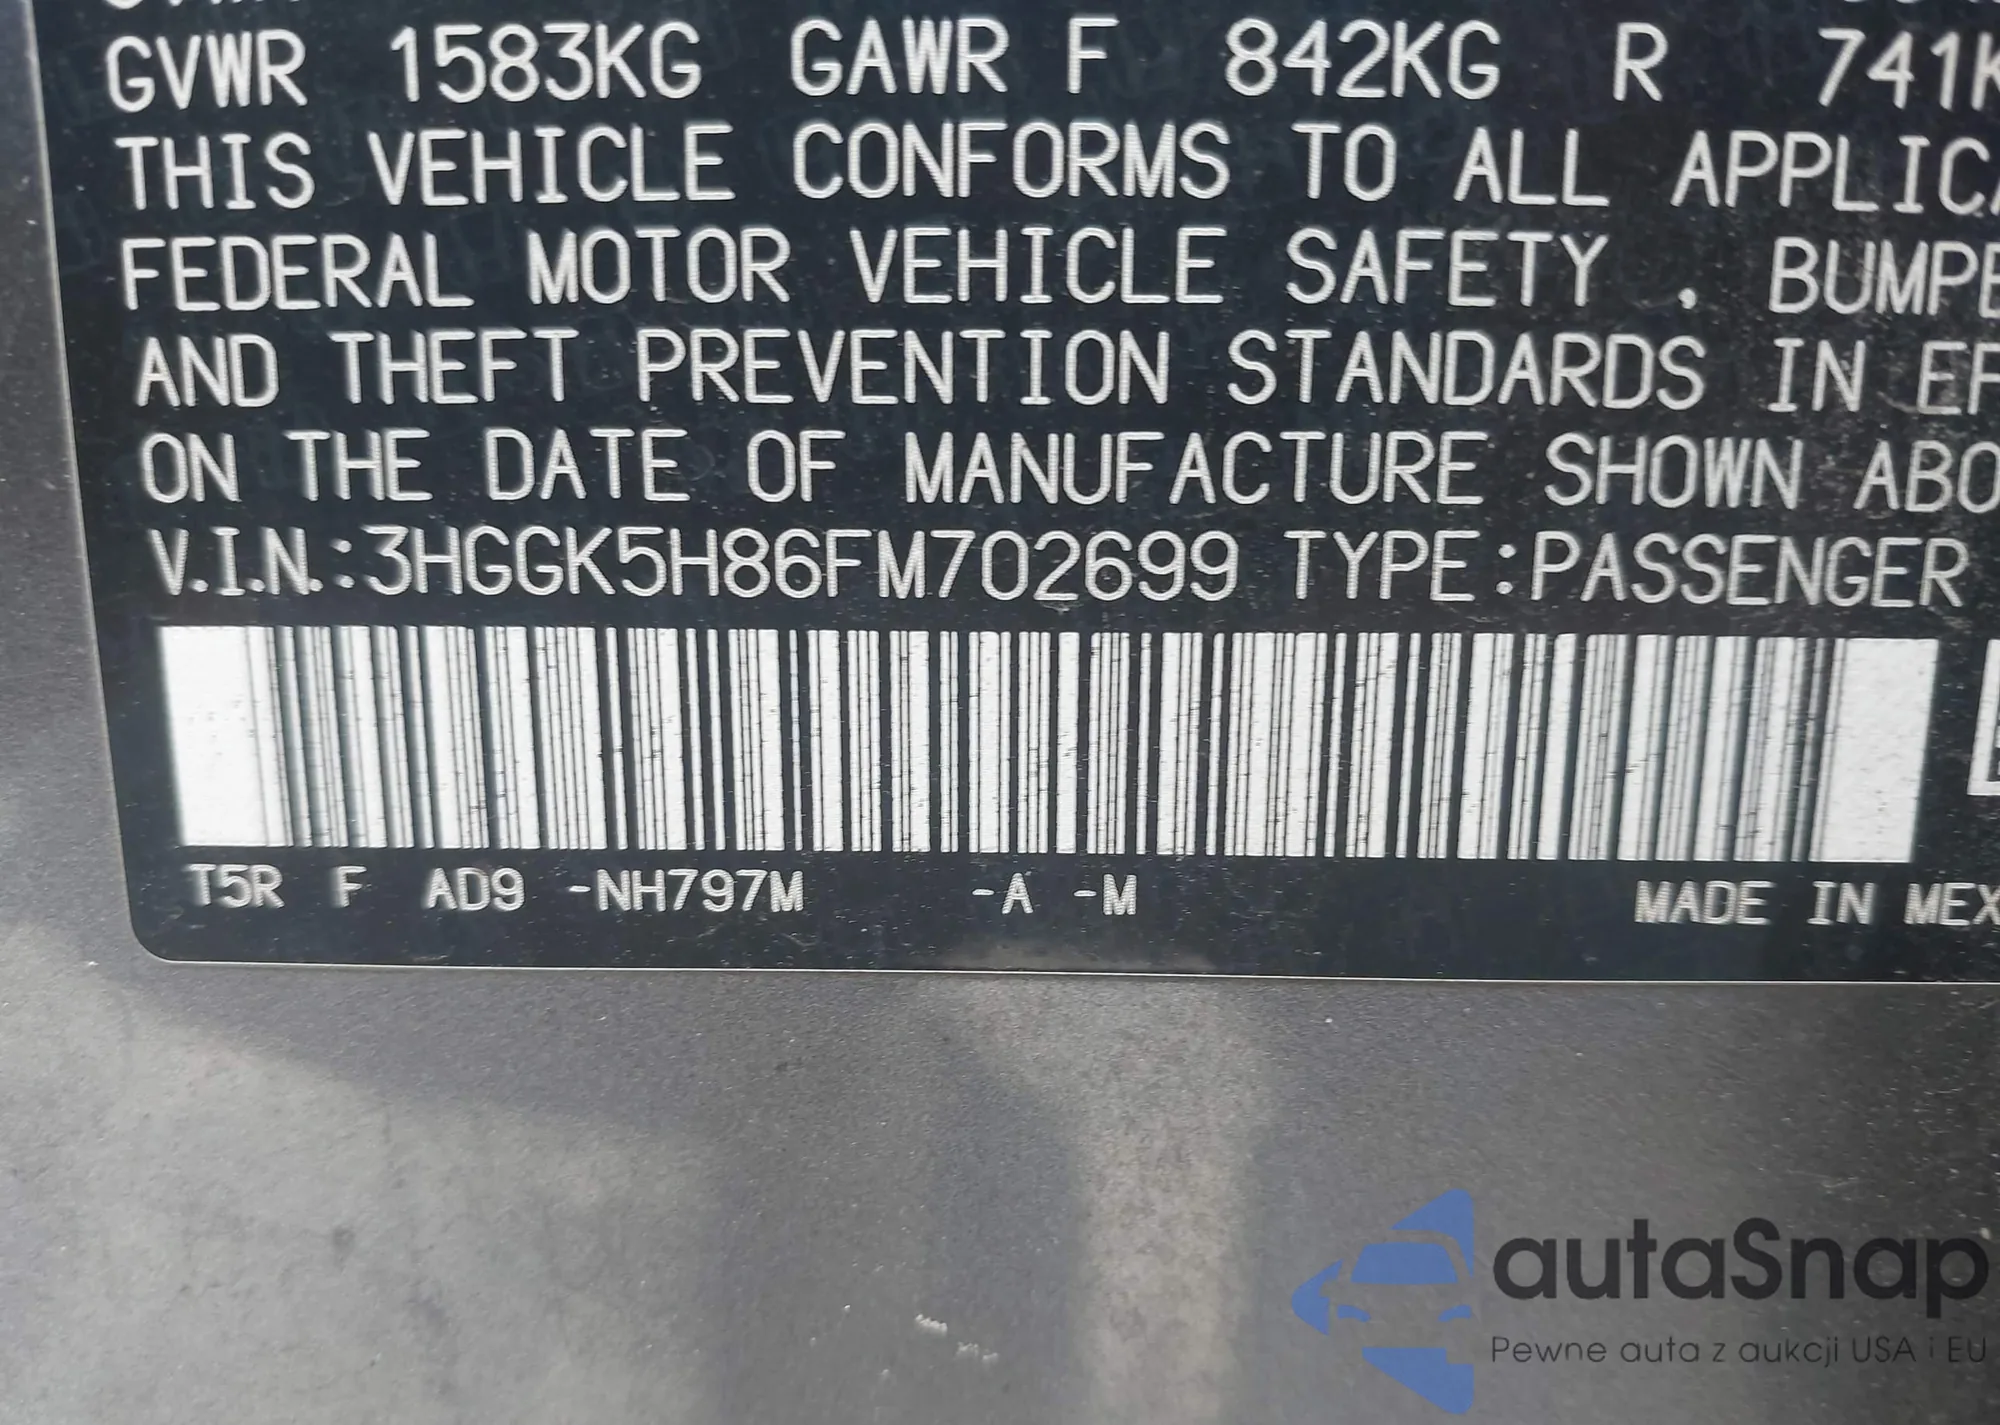 GVWR 1583KG GAWR F 842KG R 741K
THIS VEHICLE CONFORMS TO ALL APPLICA
FEDERAL MOTOR VEHICLE SAFETY , BUMPE
AND THEFT PREVENTION STANDARDS IN EF
ON THE DATE OF MANUFACTURE SHOWN ABO
V.I.N.:3HGGK5H86FM702699 TYPE:PASSENGER
T5R F AD9 -NH797M -A -M MADE IN MEX
autoSnap
Pewne auta z aukcji USA i EU